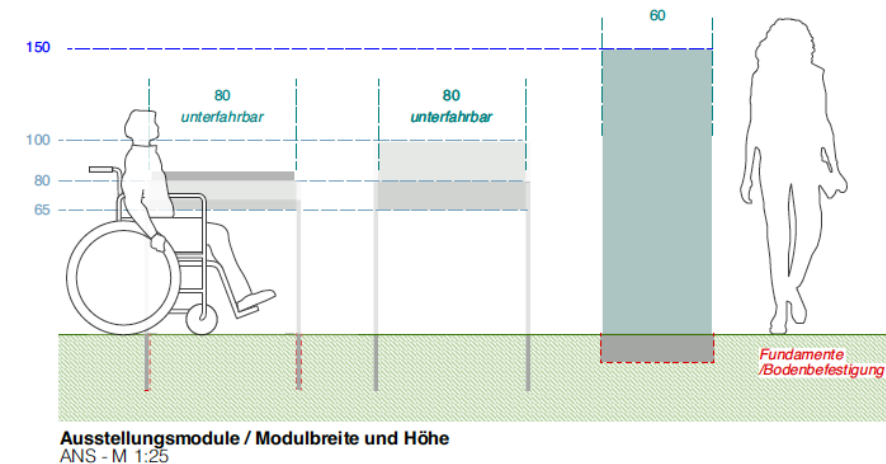 60
150
80
unterfahrbar
80
unterfahrbar
100
80
65
Fundamente
/Bodenbefestigung
Ausstellungsmodule / Modulbreite und Höhe
ANS - M 1:25